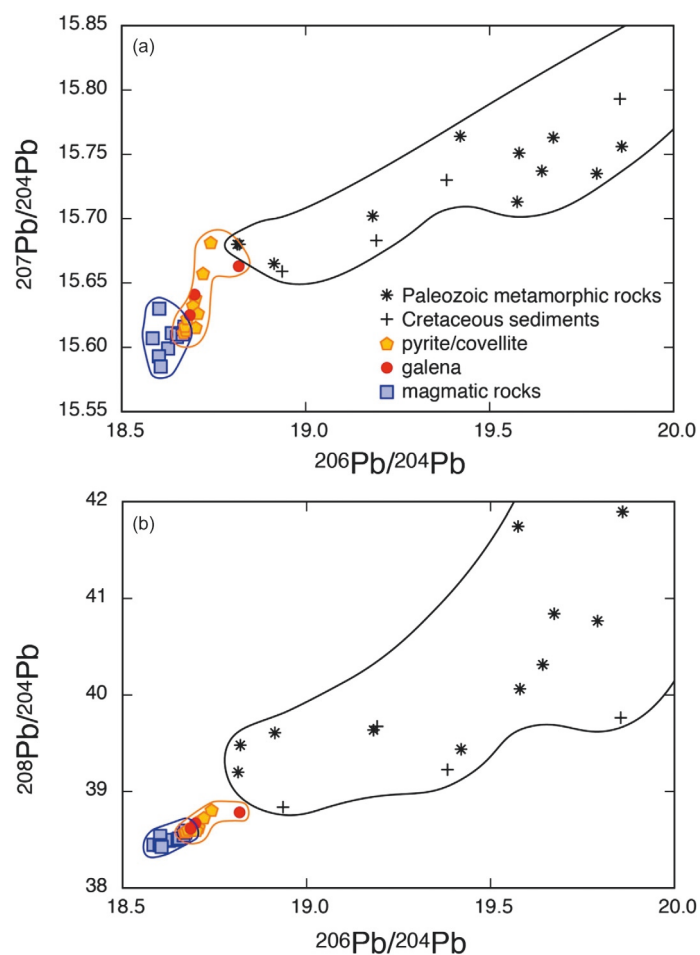 15.85
(a)
15.80
15.75
15.70
15.65
15.60
15.55
²⁰⁷Pb/²⁰⁴Pb
Paleozoic metamorphic rocks
Cretaceous sediments
pyrite/covellite
galena
magmatic rocks
18.5 19.0 19.5 20.0
²⁰⁶Pb/²⁰⁴Pb
42
(b)
41
40
39
38
²⁰⁸Pb/²⁰⁴Pb
18.5 19.0 19.5 20.0
²⁰⁶Pb/²⁰⁴Pb